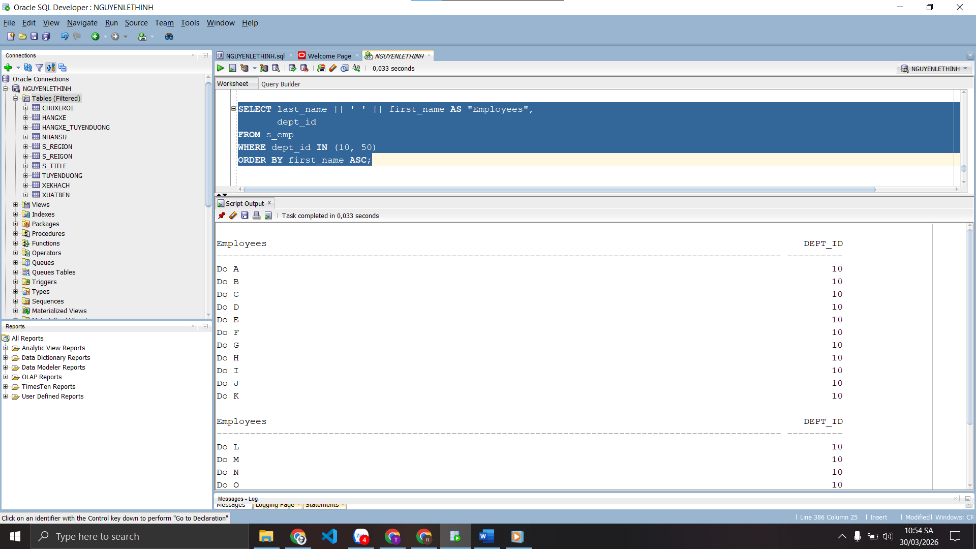 Oracle SQL Developer : NGUYENLETHINH
File Edit View Navigate Run Source Team Tools Window Help
Connections
NGUYENLETHINH.sql Welcome Page NGUYENLETHINH
0,033 seconds NGUYENLETHINH
Worksheet Query Builder
Oracle Connections
NGUYENLETHINH
Tables (Filtered)
CHUXEROI
HANGXE
HANGXE_TUYENDUONG
NHANSU
S_REGION
S_REIGON
S_TITLE
TUYENDUONG
XEKHACH
XUATBEN
Views
Indexes
Packages
Procedures
Functions
Operators
Queues
Queues Tables
Triggers
Types
Sequences
Materialized Views
SELECT last_name || ' ' || first_name AS "Employees",
dept_id
FROM s_emp
WHERE dept_id IN (10, 50)
ORDER BY first_name ASC;
Script Output
Task completed in 0,033 seconds
Employees DEPT_ID
Do A 10
Do B 10
Do C 10
Do D 10
Do E 10
Do F 10
Do G 10
Do H 10
Do I 10
Do J 10
Do K 10
Employees DEPT_ID
Do L 10
Do M 10
Do N 10
Do O 10
Reports
All Reports
Analytic View Reports
Data Dictionary Reports
Data Modeler Reports
OLAP Reports
TimesTen Reports
User Defined Reports
Messages - Log
Messages Logging Page Statements
Click on an identifier with the Control key down to perform "Go to Declaration"
Line 386 Column 25 Insert Modified Windows: CF
Type here to search
10:54 SA
30/03/2026